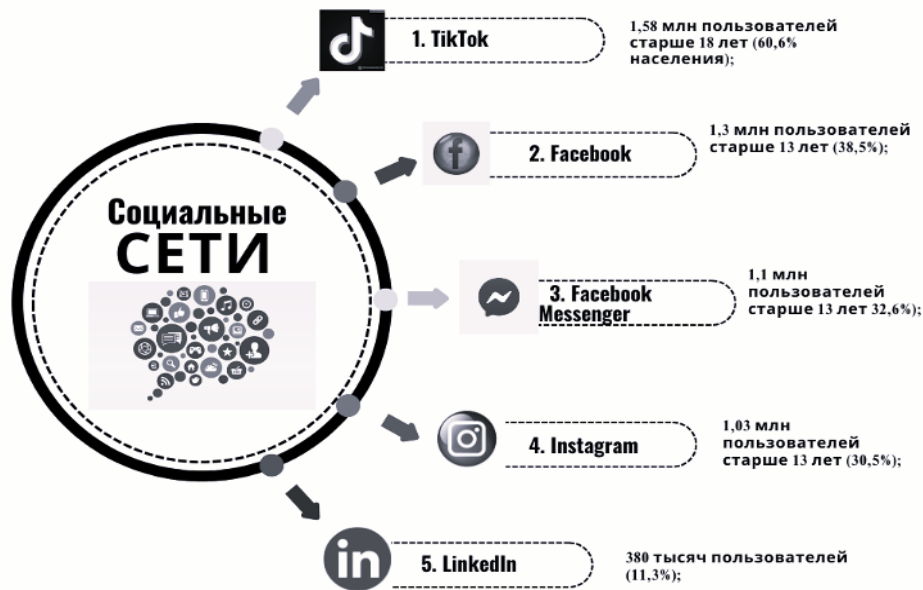 1. TikTok
1,58 млн пользователей
старше 18 лет (60,6%
населения);
2. Facebook
1,3 млн пользователей
старше 13 лет (38,5%);
Социальные
СЕТИ
3. Facebook
Messenger
1,1 млн
пользователей
старше 13 лет 32,6%);
4. Instagram
1,03 млн
пользователей
старше 13 лет (30,5%);
in
5. LinkedIn
380 тысяч пользователей
(11,3%);